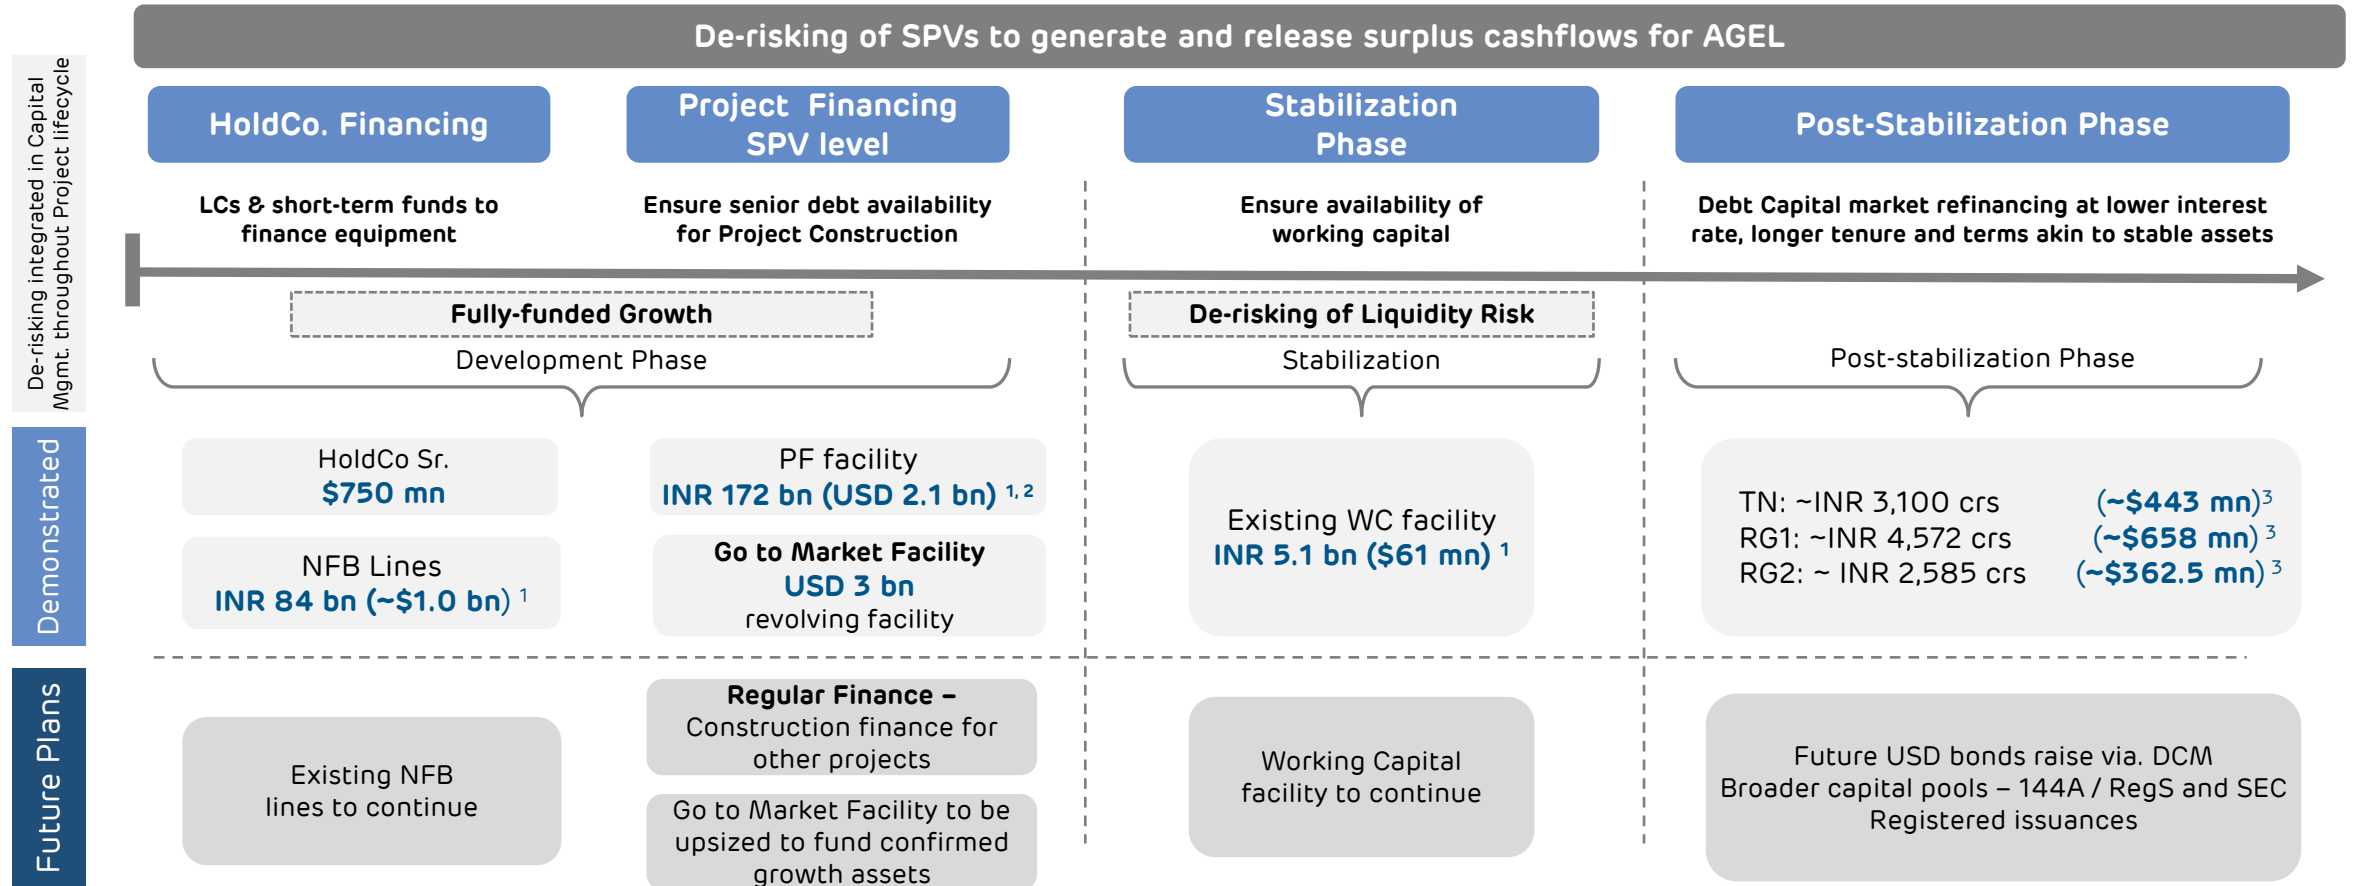 De-risking of SPVs to generate and release surplus cashflows for AGEL
De-risking integrated in Capital
Mgmt. throughout Project lifecycle
HoldCo. Financing
Project Financing
SPV level
Stabilization
Phase
Post-Stabilization Phase
LCs & short-term funds to
finance equipment
Ensure senior debt availability
for Project Construction
Ensure availability of
working capital
Debt Capital market refinancing at lower interest
rate, longer tenure and terms akin to stable assets
Fully-funded Growth
De-risking of Liquidity Risk
Development Phase
Stabilization
Post-stabilization Phase
Demonstrated
HoldCo Sr.
$750 mn
NFB Lines
INR 84 bn (~$1.0 bn) 1
PF facility
INR 172 bn (USD 2.1 bn) 1, 2
Go to Market Facility
USD 3 bn
revolving facility
Existing WC facility
INR 5.1 bn ($61 mn) 1
TN: ~INR 3,100 crs (~$443 mn)3
RG1: ~INR 4,572 crs (~$658 mn) 3
RG2: ~ INR 2,585 crs (~$362.5 mn) 3
Future Plans
Existing NFB
lines to continue
Regular Finance –
Construction finance for
other projects
Go to Market Facility to be
upsized to fund confirmed
growth assets
Working Capital
facility to continue
Future USD bonds raise via. DCM
Broader capital pools – 144A / RegS and SEC
Registered issuances